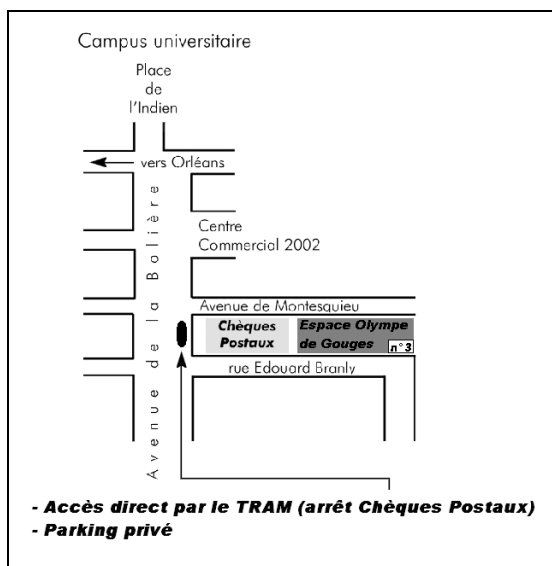 Campus universitaire
Place
de
l'Indien
vers Orléans
Avenue de la Bolière
Centre
Commercial 2002
Avenue de Montesquieu
Chèques
Postaux
Espace Olympe
de Gouges
n°3
rue Edouard Branly
- Accès direct par le TRAM (arrêt Chèques Postaux)
- Parking privé